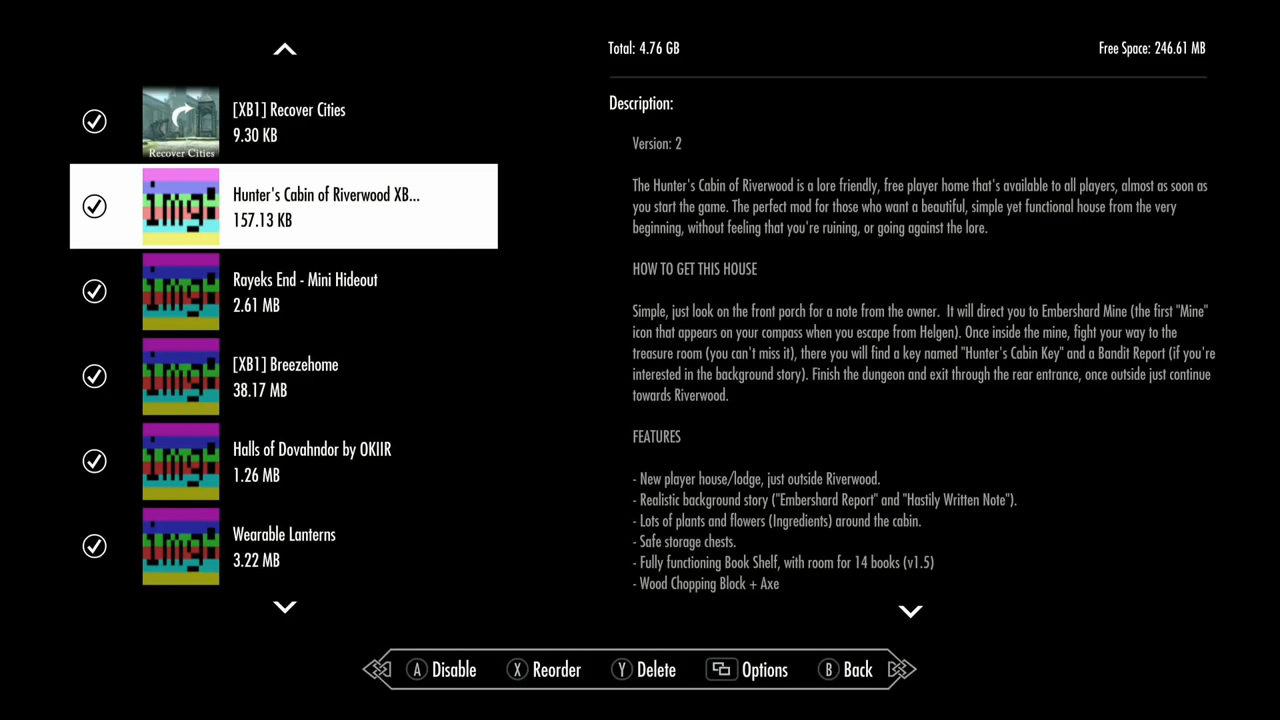 Total: 4.76 GB
Free Space: 246.61 MB
[XB1] Recover Cities
9.30 KB
Recover Cities
Hunter's Cabin of Riverwood XB...
157.13 KB
img!
Rayeks End - Mini Hideout
2.61 MB
img!
[XB1] Breezehome
38.17 MB
img!
Halls of Dovahndor by OKIIR
1.26 MB
img!
Wearable Lanterns
3.22 MB
img!
Description:
Version: 2
The Hunter's Cabin of Riverwood is a lore friendly, free player home that's available to all players, almost as soon as
you start the game. The perfect mod for those who want a beautiful, simple yet functional house from the very
beginning, without feeling that you're ruining, or going against the lore.
HOW TO GET THIS HOUSE
Simple, just look on the front porch for a note from the owner.  It will direct you to Embershard Mine (the first "Mine"
icon that appears on your compass when you escape from Helgen). Once inside the mine, fight your way to the
treasure room (you can't miss it), there you will find a key named "Hunter's Cabin Key" and a Bandit Report (if you're
interested in the background story). Finish the dungeon and exit through the rear entrance, once outside just continue
towards Riverwood.
FEATURES
- New player house/lodge, just outside Riverwood.
- Realistic background story ("Embershard Report" and "Hastily Written Note").
- Lots of plants and flowers (Ingredients) around the cabin.
- Safe storage chests.
- Fully functioning Book Shelf, with room for 14 books (v1.5)
- Wood Chopping Block + Axe
A Disable X Reorder Y Delete Options B Back